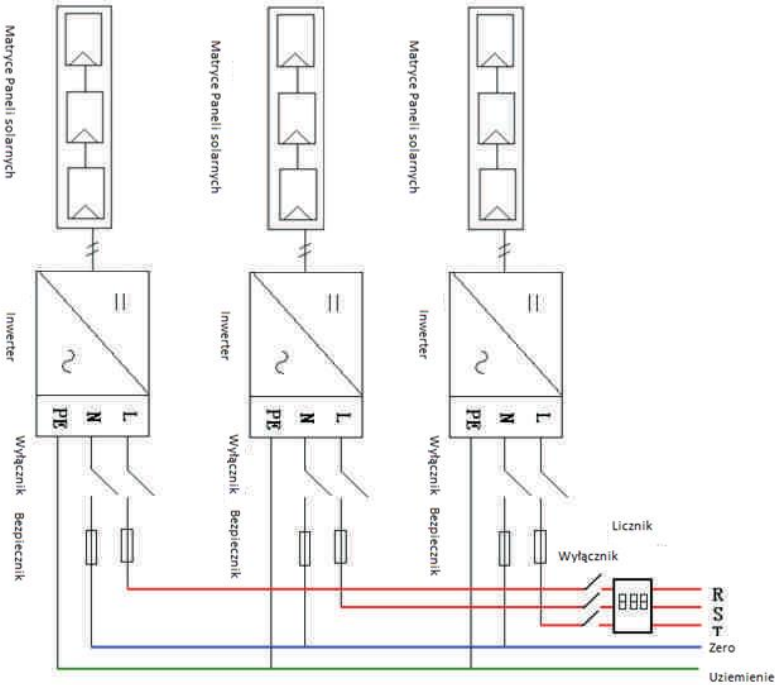 Matryce Paneli solarnych
Matryce Paneli solarnych
Matryce Paneli solarnych
Inwerter
Inwerter
Inwerter
PE N L
PE N L
PE N L
Wyłącznik
Wyłącznik
Wyłącznik
Bezpiecznik
Bezpiecznik
Bezpiecznik
Licznik
Wyłącznik
R
S
T
Zero
Uziemienie